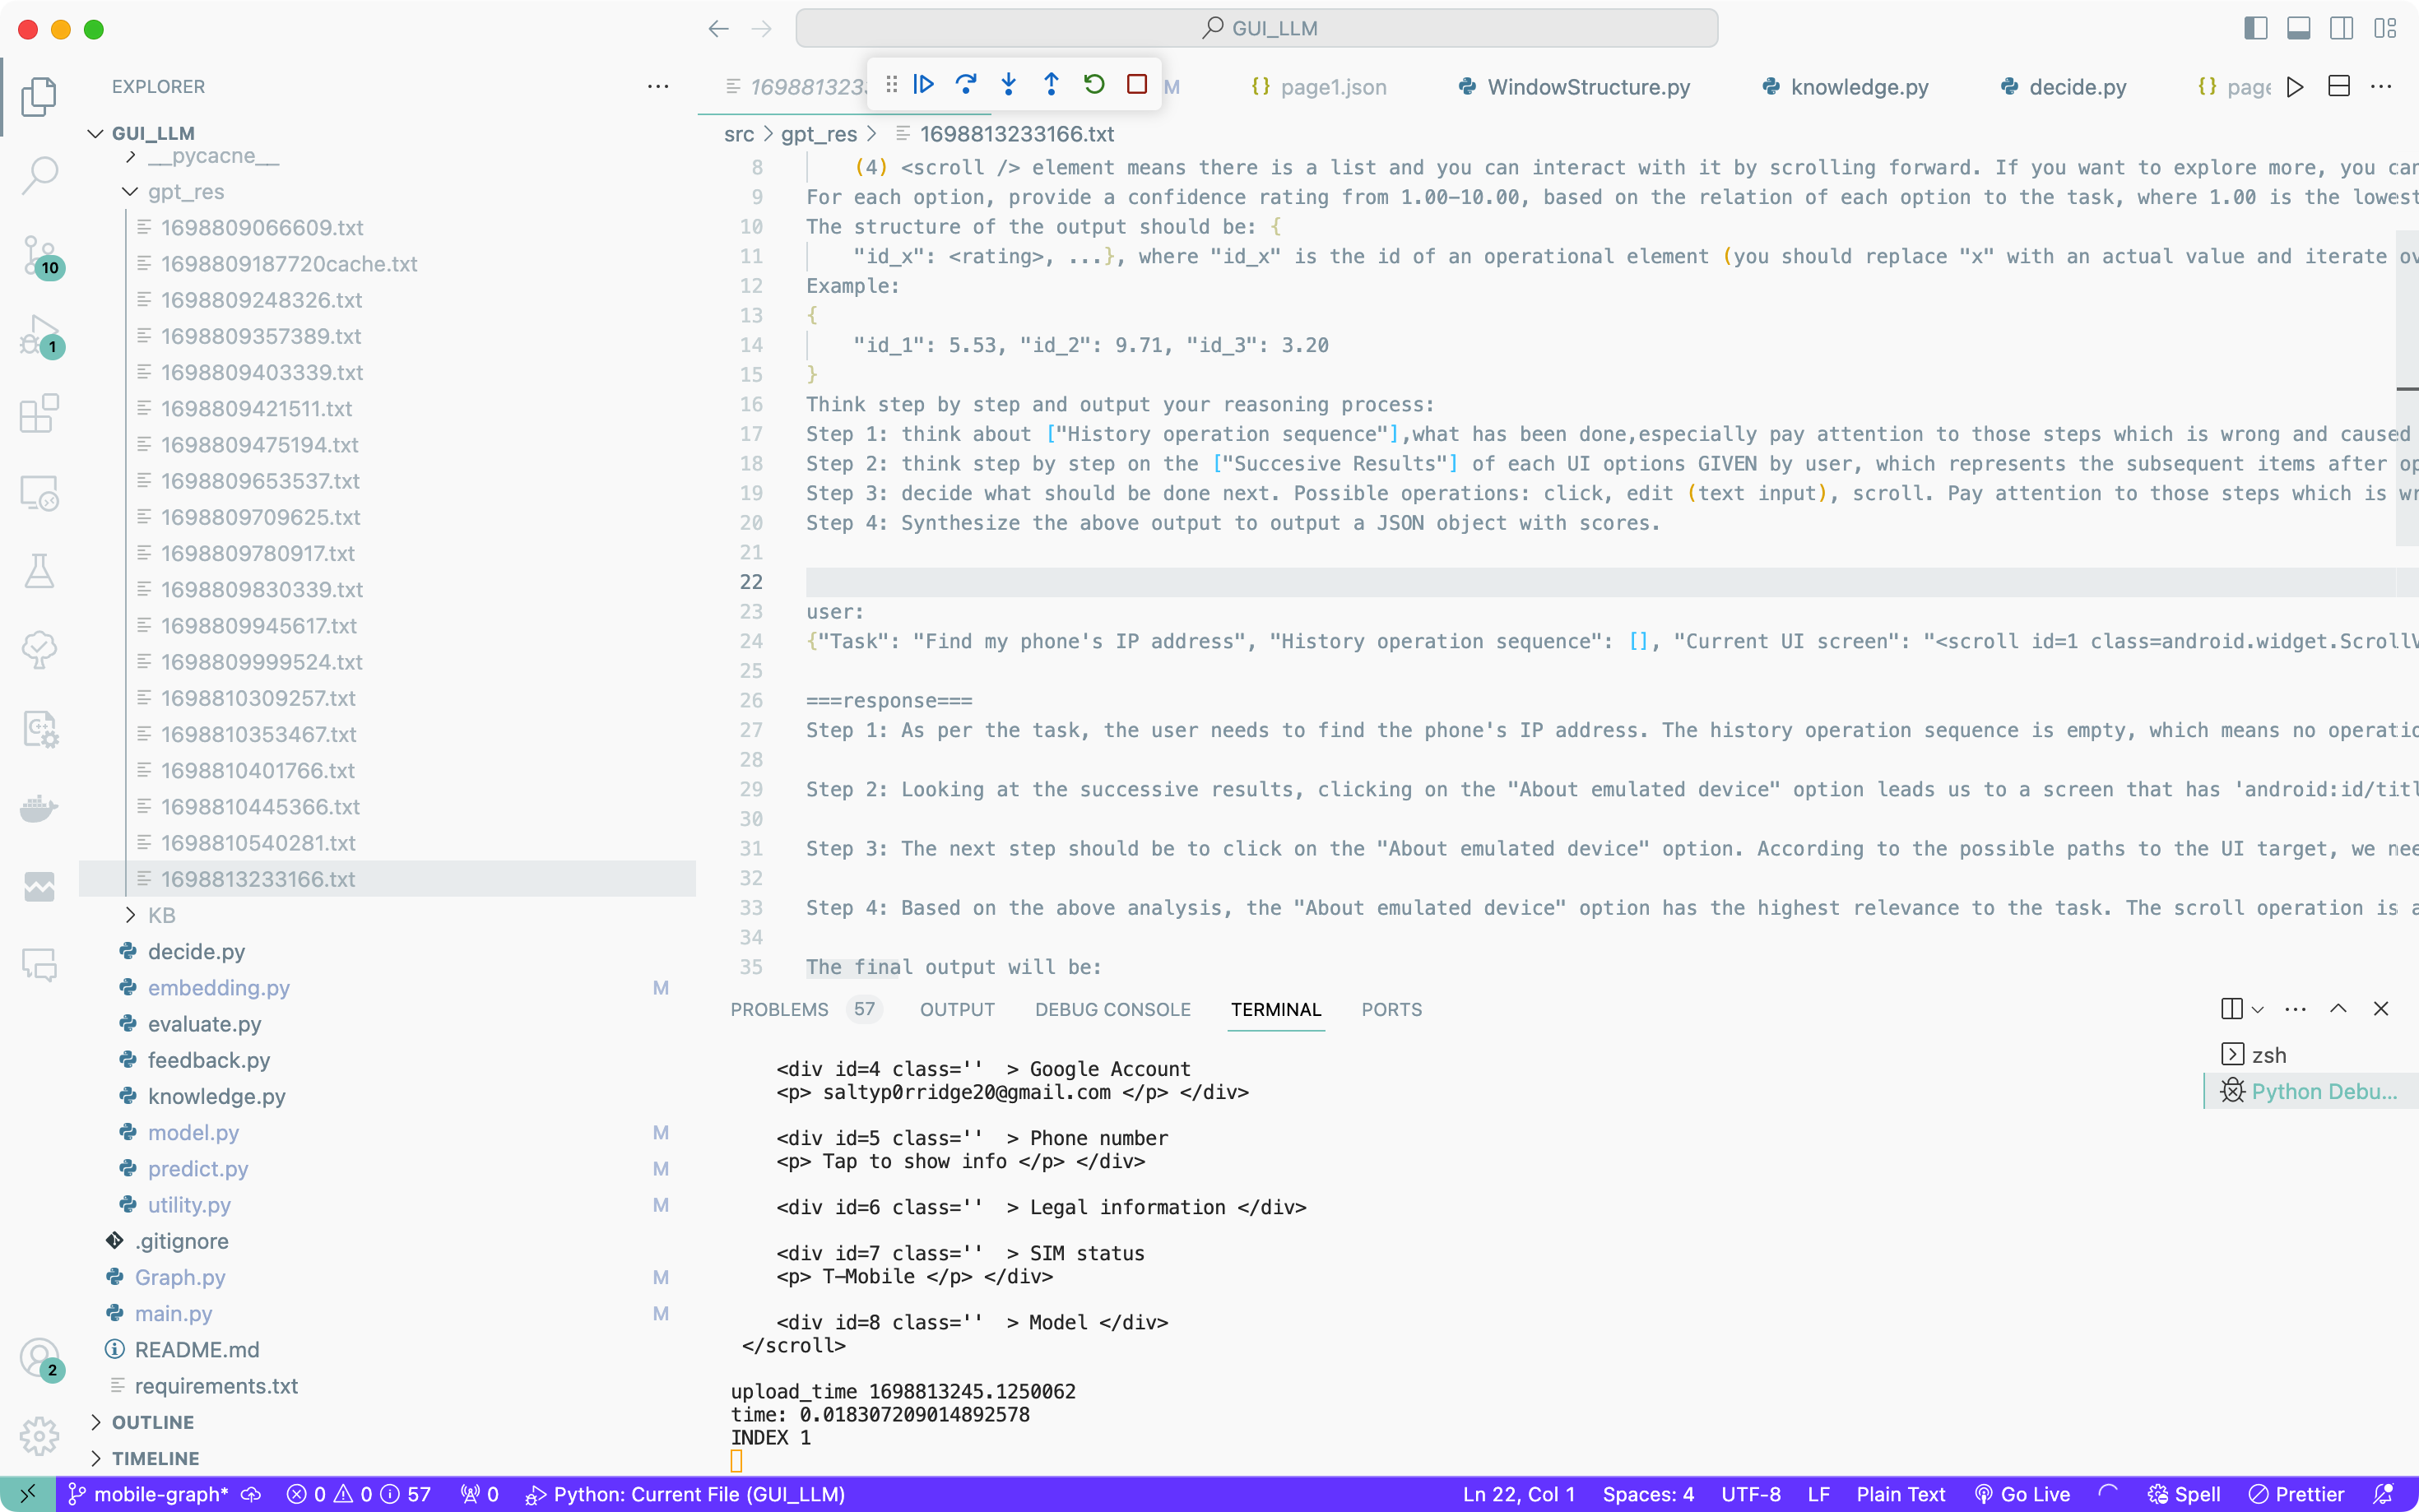 GUI_LLM
EXPLORER
GUI_LLM
gpt_res
1698809066609.txt
1698809187720cache.txt
1698809248326.txt
1698809357389.txt
1698809403339.txt
1698809421511.txt
1698809475194.txt
1698809653537.txt
1698809709625.txt
1698809780917.txt
1698809830339.txt
1698809945617.txt
1698809999524.txt
1698810309257.txt
1698810353467.txt
1698810401766.txt
1698810445366.txt
1698810540281.txt
1698813233166.txt
KB
decide.py
embedding.py M
evaluate.py
feedback.py
knowledge.py
model.py M
predict.py M
utility.py M
.gitignore
Graph.py M
main.py M
README.md
requirements.txt
OUTLINE
TIMELINE
10
1
2
M {} page1.json WindowStructure.py knowledge.py decide.py {}
src > gpt_res > 1698813233166.txt
8 (4) <scroll /> element means there is a list and you can interact with it by scrolling forward. If you want to explore more, you can
9 For each option, provide a confidence rating from 1.00-10.00, based on the relation of each option to the task, where 1.00 is the lowest
10 The structure of the output should be: {
11 "id_x": <rating>, ...}, where "id_x" is the id of an operational element (you should replace "x" with an actual value and iterate
12 Example:
13 {
14 "id_1": 5.53, "id_2": 9.71, "id_3": 3.20
15 }
16 Think step by step and output your reasoning process:
17 Step 1: think about ["History operation sequence"],what has been done,especially pay attention to those steps which is wrong and caused
18 Step 2: think step by step on the ["Succesive Results"] of each UI options GIVEN by user, which represents the subsequent items after
19 Step 3: decide what should be done next. Possible operations: click, edit (text input), scroll. Pay attention to those steps which is
20 Step 4: Synthesize the above output to output a JSON object with scores.
21
22
23 user:
24 {"Task": "Find my phone's IP address", "History operation sequence": [], "Current UI screen": "<scroll id=1 class=android.widget.ScrollV
25
26 ===response===
27 Step 1: As per the task, the user needs to find the phone's IP address. The history operation sequence is empty, which means no
28
29 Step 2: Looking at the successive results, clicking on the "About emulated device" option leads us to a screen that has 'android:id/titl
30
31 Step 3: The next step should be to click on the "About emulated device" option. According to the possible paths to the UI target, we
32
33 Step 4: Based on the above analysis, the "About emulated device" option has the highest relevance to the task. The scroll operation is
34
35 The final output will be:
PROBLEMS 57 OUTPUT DEBUG CONSOLE TERMINAL PORTS
<div id=4 class='' > Google Account
<p> saltyp0rridge20@gmail.com </p> </div>
<div id=5 class='' > Phone number
<p> Tap to show info </p> </div>
<div id=6 class='' > Legal information </div>
<div id=7 class='' > SIM status
<p> T-Mobile </p> </div>
<div id=8 class='' > Model </div>
</scroll>
upload_time 1698813245.1250062
time: 0.018307209014892578
INDEX 1
zsh
Python Debu...
mobile-graph* 0 0 57 0 Python: Current File (GUI_LLM) Ln 22, Col 1 Spaces: 4 UTF-8 LF Plain Text Go Live Spell Prettier